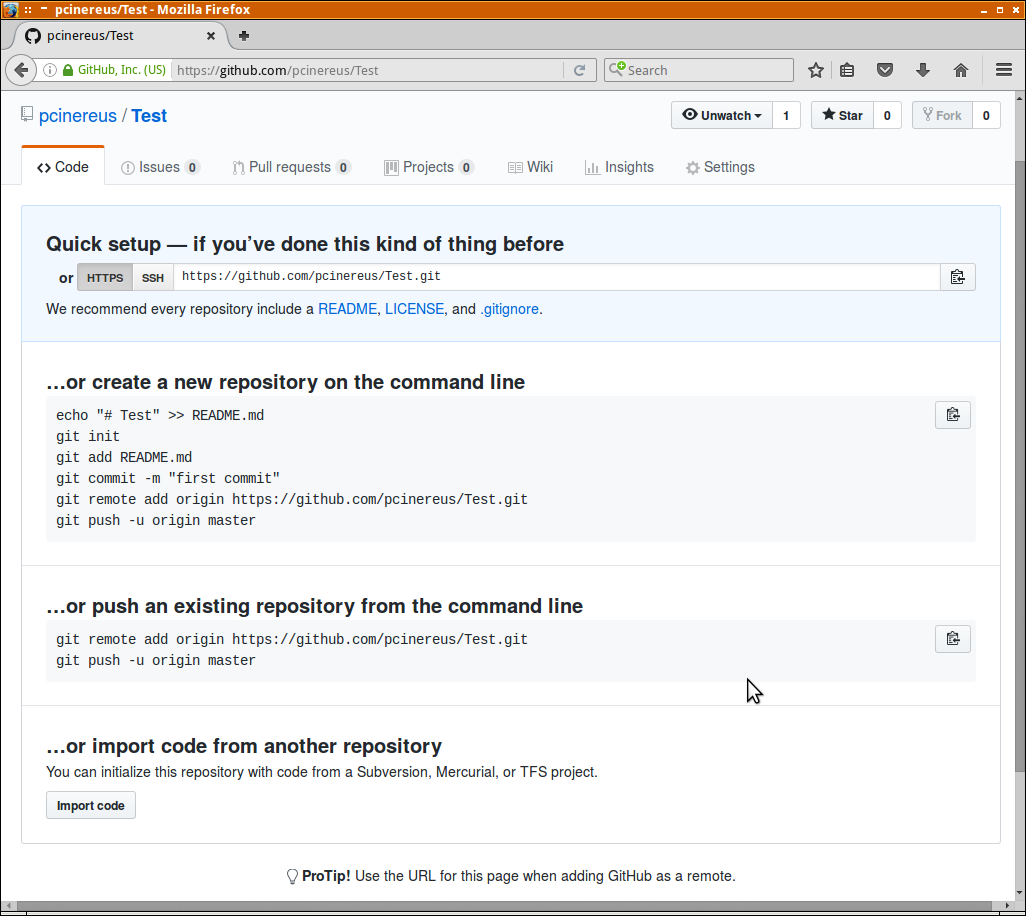 pcinereus/Test - Mozilla Firefox
pcinereus/Test
GitHub, Inc. (US) https://github.com/pcinereus/Test Search
pcinereus / Test Unwatch 1 Star 0 Fork 0
Code Issues 0 Pull requests 0 Projects 0 Wiki Insights Settings
Quick setup — if you’ve done this kind of thing before
or HTTPS SSH https://github.com/pcinereus/Test.git
We recommend every repository include a README, LICENSE, and .gitignore.
…or create a new repository on the command line
echo "# Test" >> README.md
git init
git add README.md
git commit -m "first commit"
git remote add origin https://github.com/pcinereus/Test.git
git push -u origin master
…or push an existing repository from the command line
git remote add origin https://github.com/pcinereus/Test.git
git push -u origin master
…or import code from another repository
You can initialize this repository with code from a Subversion, Mercurial, or TFS project.
Import code
ProTip! Use the URL for this page when adding GitHub as a remote.